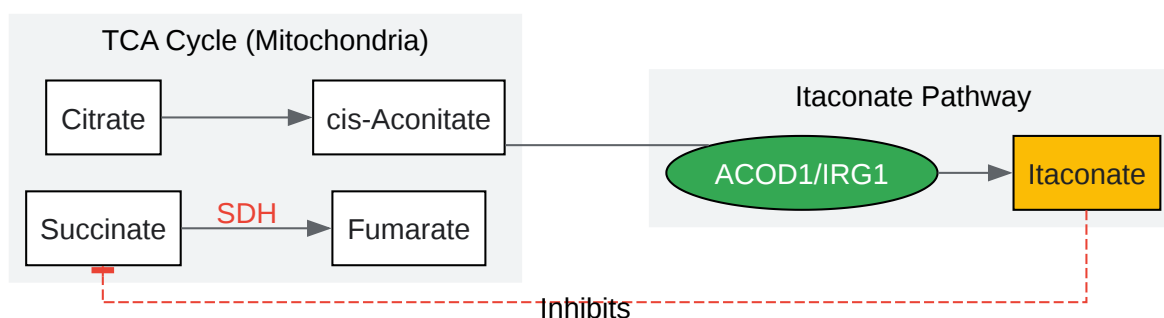 TCA Cycle (Mitochondria)
Citrate
cis-Aconitate
Succinate
SDH
Fumarate
Itaconate Pathway
ACOD1/IRG1
Itaconate
Inhibits